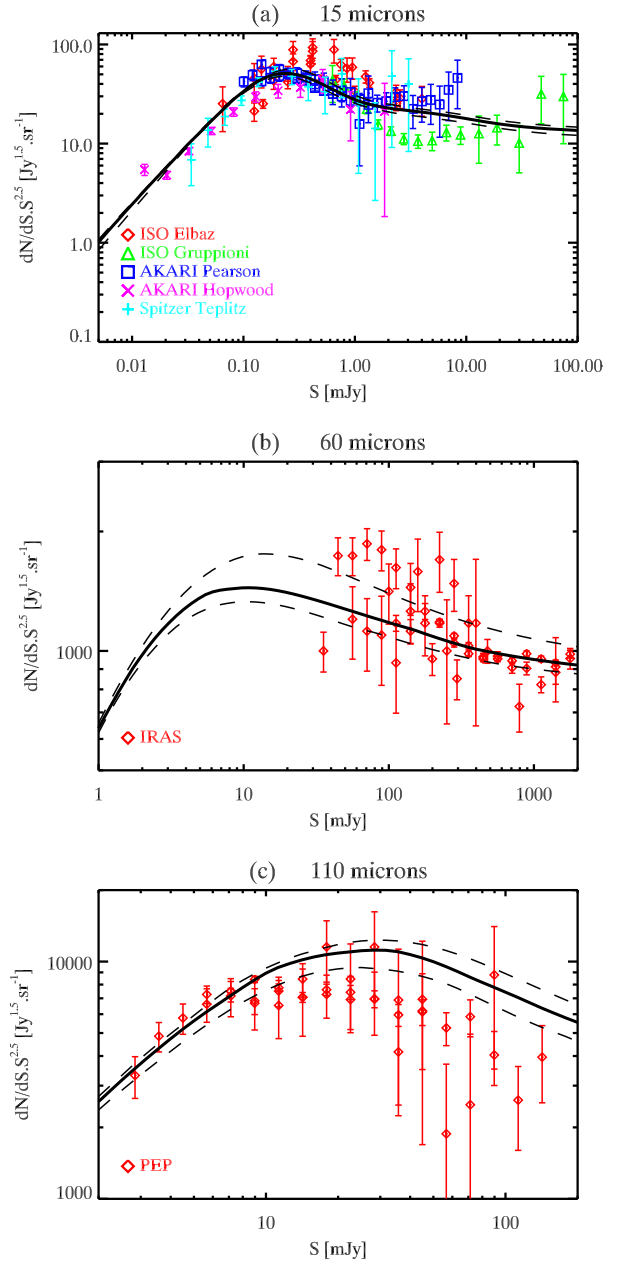 (a) 15 microns
100.0
10.0
1.0
0.1
dN/dS.S^2.5 [Jy^1.5.sr^-1]
ISO Elbaz
ISO Gruppioni
AKARI Pearson
AKARI Hopwood
Spitzer Teplitz
0.01 0.10 1.00 10.00 100.00
S [mJy]
(b) 60 microns
1000
dN/dS.S^2.5 [Jy^1.5.sr^-1]
IRAS
1 10 100 1000
S [mJy]
(c) 110 microns
10000
1000
dN/dS.S^2.5 [Jy^1.5.sr^-1]
PEP
10 100
S [mJy]